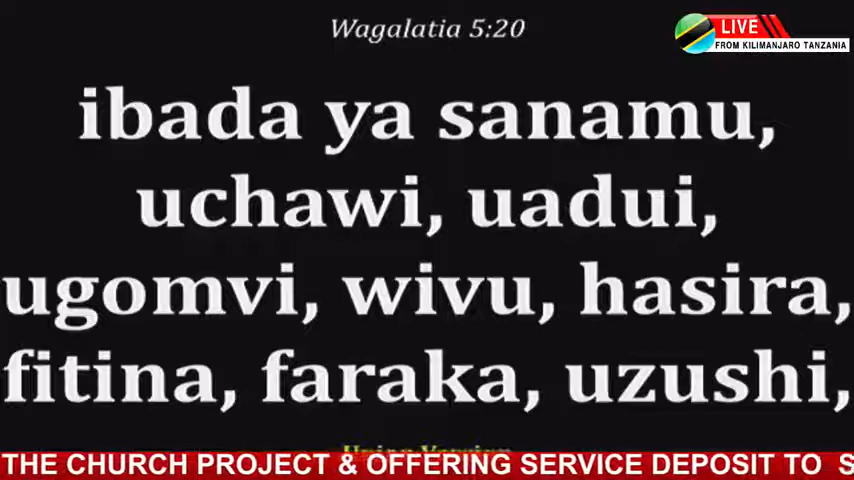 Wagalatia 5:20
LIVE
FROM KILIMANJARO TANZANIA
ibada ya sanamu,
uchawi, uadui,
ugomvi, wivu, hasira,
fitina, faraka, uzushi,
THE CHURCH PROJECT & OFFERING SERVICE DEPOSIT TO S